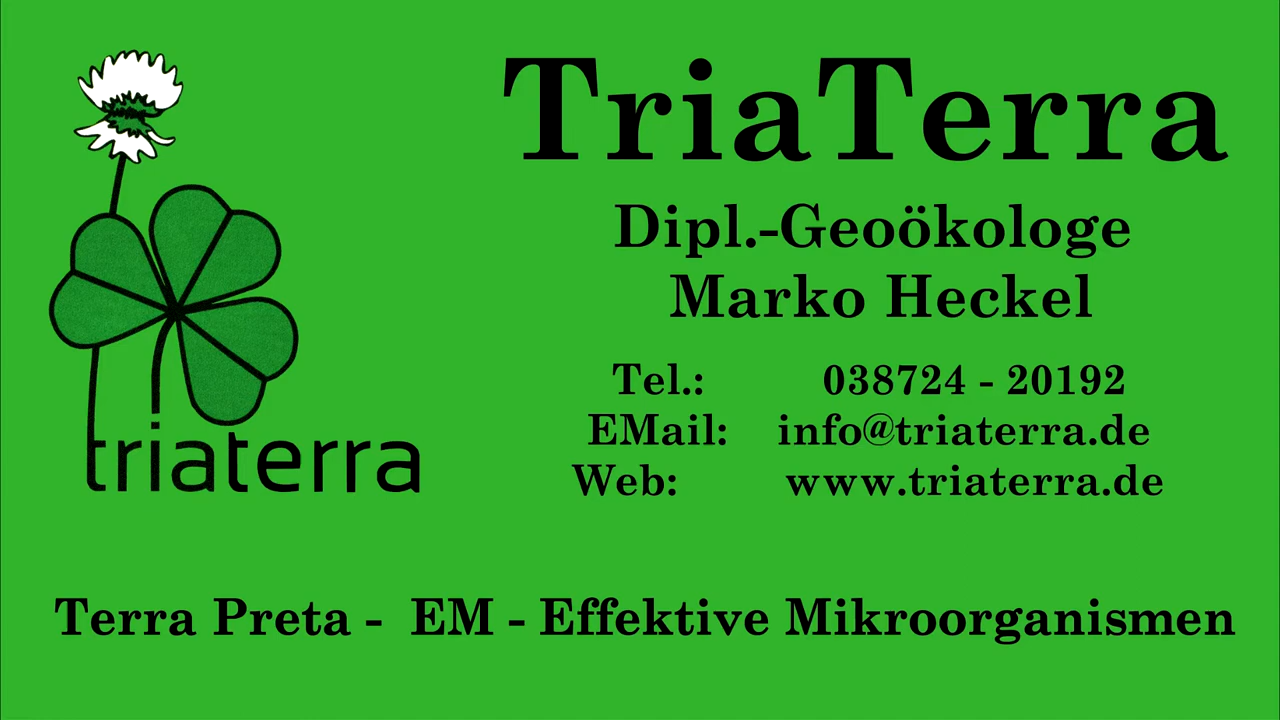 TriaTerra
Dipl.-Geoökologe
Marko Heckel
Tel.: 038724 - 20192
EMail: info@triaterra.de
Web: www.triaterra.de
triaterra
Terra Preta - EM - Effektive Mikroorganismen